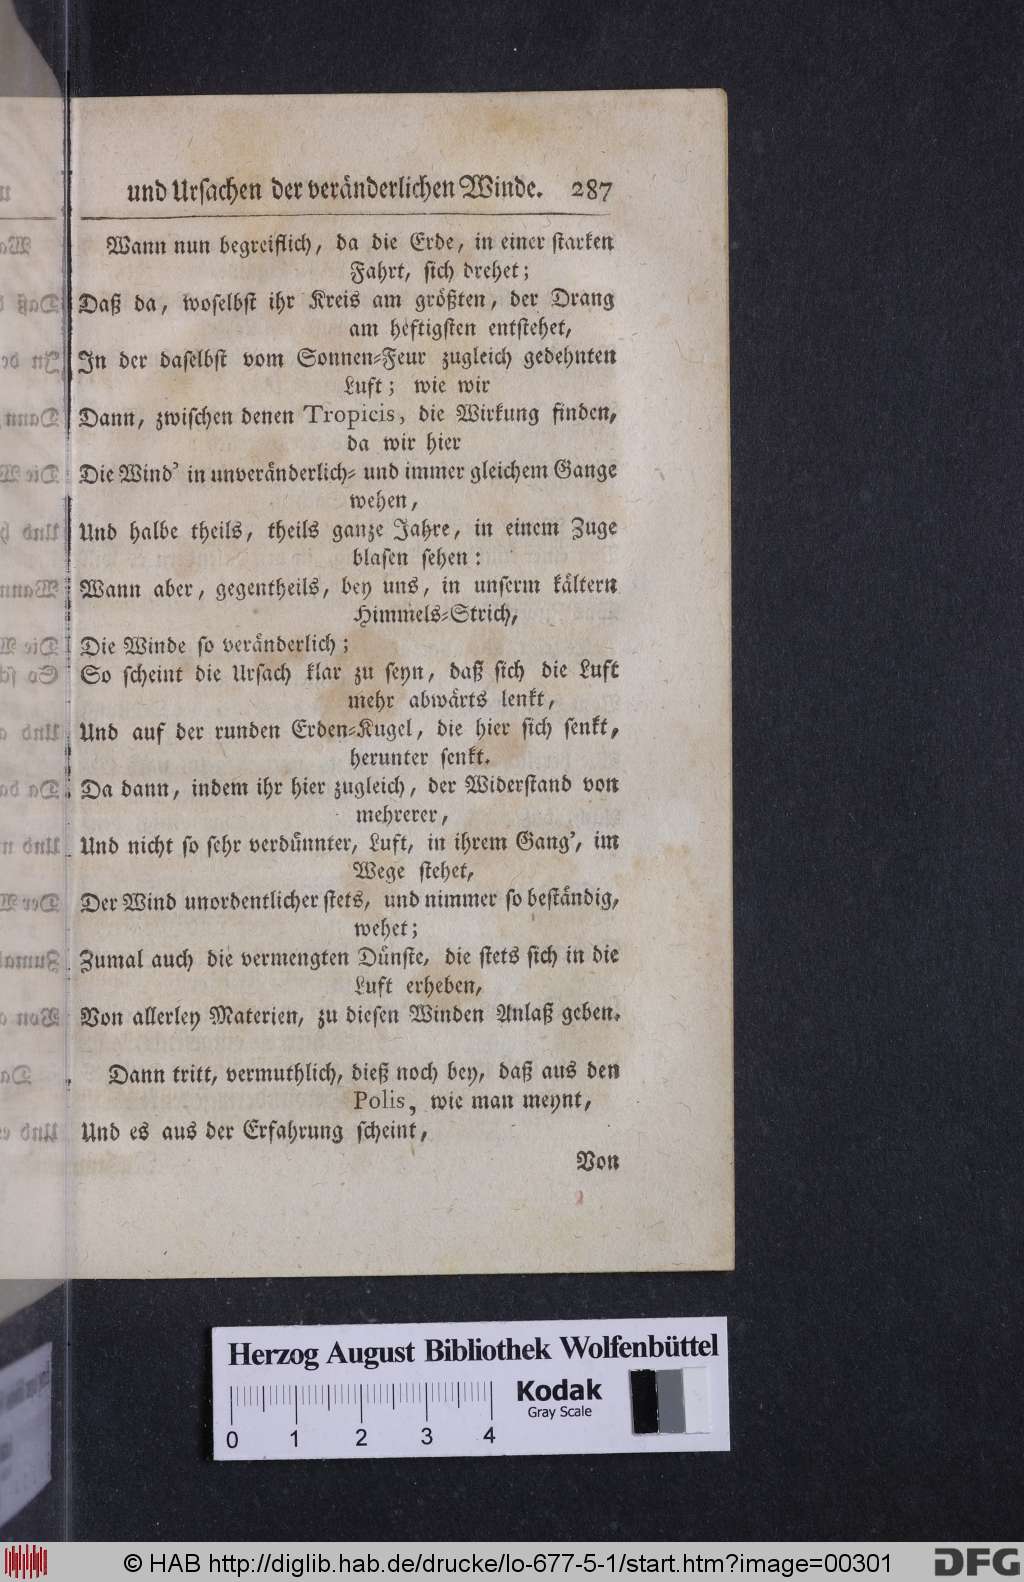 und Ursachen der veränderlichen Winde. 287
Wann nun begreiflich, da die Erde, in einer starken
Fahrt, sich drehet;
Daß da, woselbst ihr Kreis am größten, der Drang
am heftigsten entstehet,
In der daselbst vom Sonnen-Feur zugleich gedehnten
Luft; wie wir
Dann, zwischen denen Tropicis, die Wirkung finden,
da wir hier
Die Wind' in unveränderlich- und immer gleichem Gange
wehen,
Und halbe theils, theils ganze Jahre, in einem Zuge
blasen sehen:
Wann aber, gegentheils, bey uns, in unserm kältern
Himmels-Strich,
Die Winde so veränderlich;
So scheint die Ursach klar zu seyn, daß sich die Luft
mehr abwärts lenkt,
Und auf der runden Erden-Kugel, die hier sich senkt,
herunter senkt.
Da dann, indem ihr hier zugleich, der Widerstand von
mehrerer,
Und nicht so sehr verdünnter, Luft, in ihrem Gang', im
Wege stehet,
Der Wind unordentlicher stets, und nimmer so beständig,
wehet;
Zumal auch die vermengten Dünste, die stets sich in die
Luft erheben,
Von allerley Materien, zu diesen Winden Anlaß geben.
Dann tritt, vermuthlich, dieß noch bey, daß aus den
Polis, wie man meynt,
Und es aus der Erfahrung scheint,
Von
Herzog August Bibliothek Wolfenbüttel
Kodak
Gray Scale
0 1 2 3 4
© HAB http://diglib.hab.de/drucke/lo-677-5-1/start.htm?image=00301
DFG